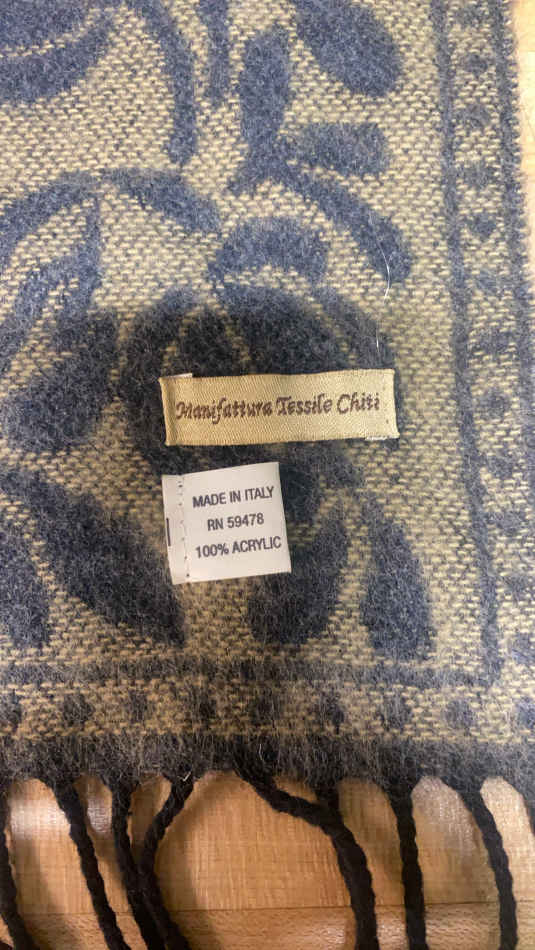 Manifattura Tessile Chiti
MADE IN ITALY
RN 59478
100% ACRYLIC